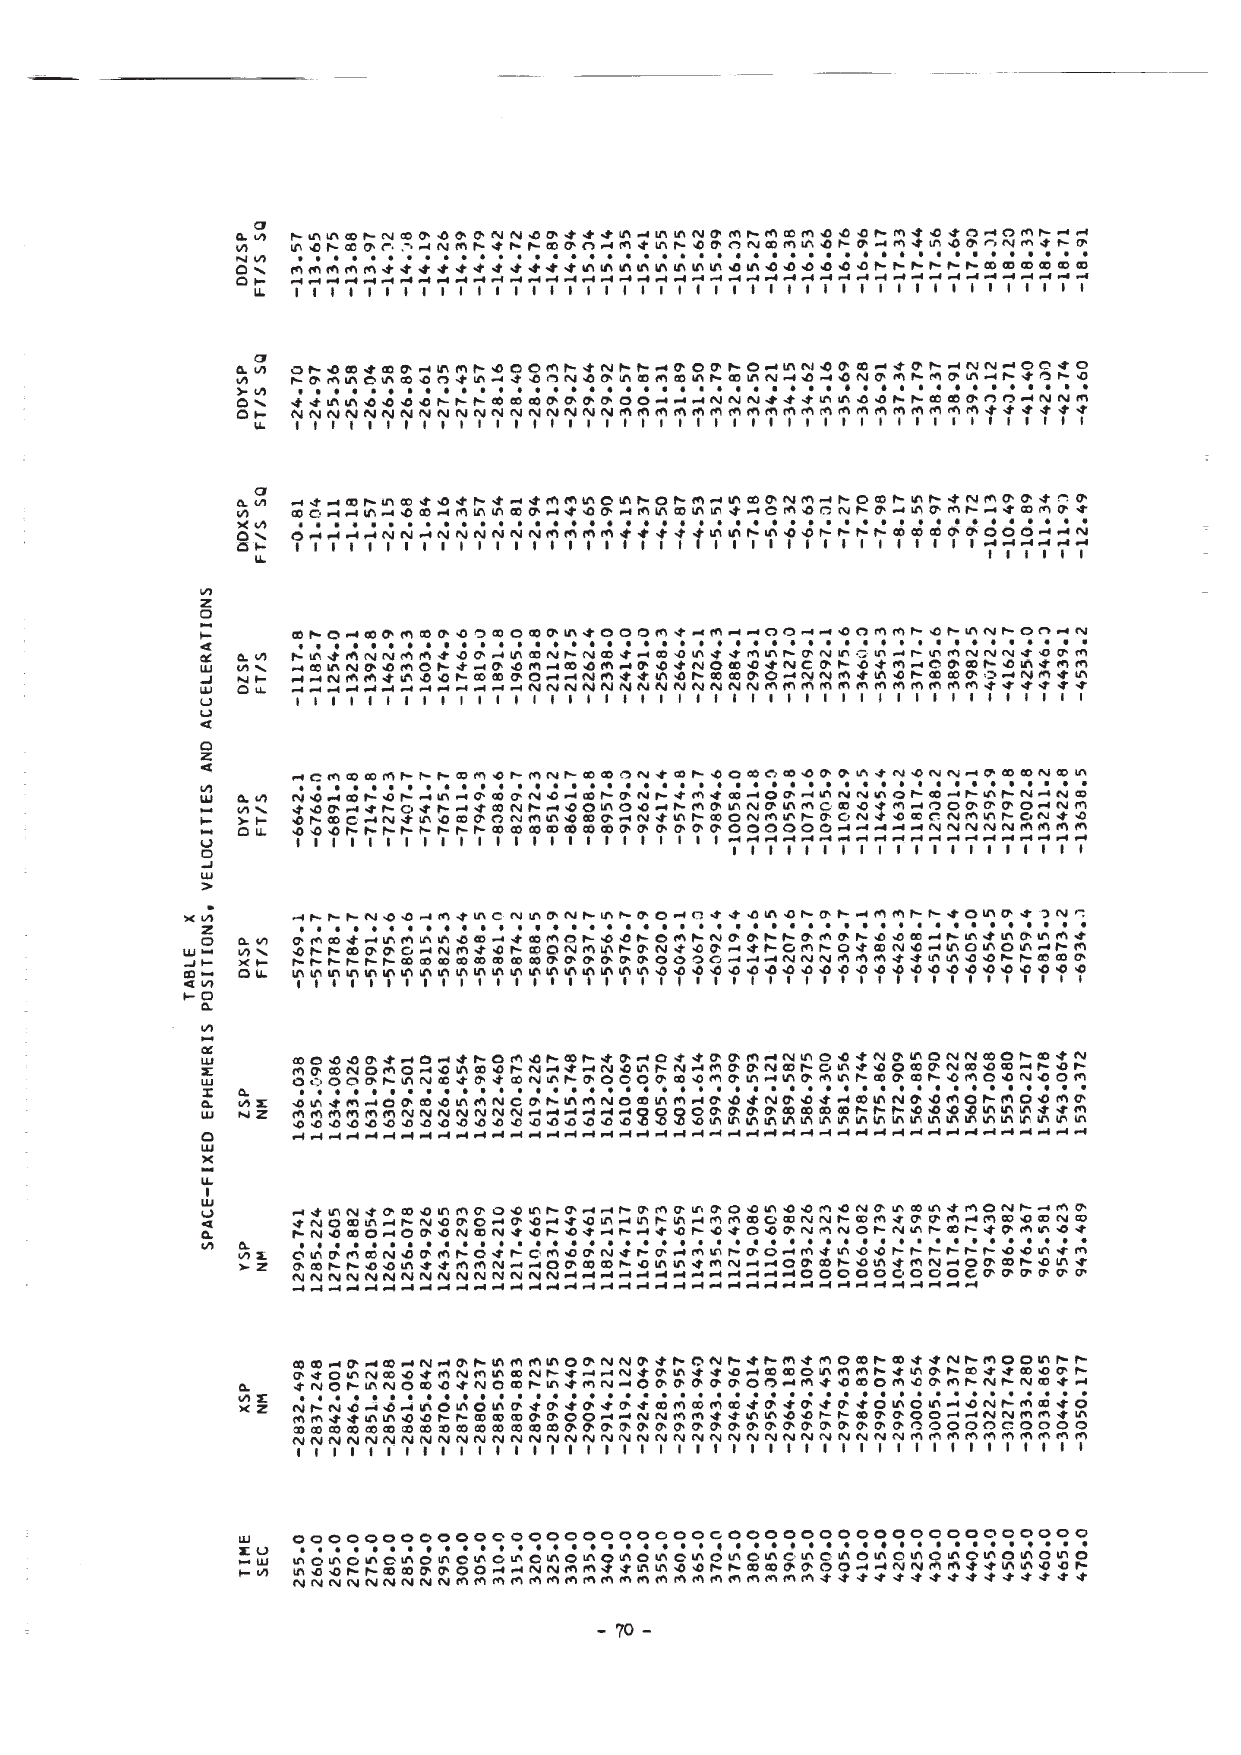 TABLE X
SPACE-FIXED EPHEMERIS POSITIONS, VELOCITIES AND ACCELERATIONS
TIME XSP YSP ZSP DXSP DYSP DZSP DDXSP DDYSP DDZSP
SEC NM NM NM FT/S FT/S FT/S FT/S SQ FT/S SQ FT/S SQ
255.0 -2832.498 1290.741 1636.038 -5769.1 -6642.1 -1117.8 -0.81 -24.70 -13.57
260.0 -2837.248 1285.224 1635.090 -5773.7 -6766.0 -1185.7 -1.04 -24.97 -13.65
265.0 -2842.001 1279.605 1634.086 -5778.7 -6891.3 -1254.0 -1.11 -25.36 -13.75
270.0 -2846.759 1273.882 1633.026 -5784.7 -7018.8 -1323.1 -1.18 -25.58 -13.88
275.0 -2851.521 1268.054 1631.909 -5791.2 -7147.8 -1392.8 -1.57 -26.04 -13.97
280.0 -2856.288 1262.119 1630.734 -5795.6 -7276.3 -1462.9 -2.15 -26.58 -14.02
285.0 -2861.061 1256.078 1629.501 -5803.6 -7407.7 -1533.3 -2.68 -26.89 -14.08
290.0 -2865.842 1249.926 1628.210 -5815.1 -7541.7 -1603.8 -1.84 -26.61 -14.19
295.0 -2870.631 1243.665 1626.861 -5825.3 -7675.7 -1674.9 -2.16 -27.05 -14.26
300.0 -2875.429 1237.293 1625.454 -5836.4 -7811.8 -1746.6 -2.34 -27.43 -14.39
305.0 -2880.237 1230.809 1623.987 -5848.5 -7949.3 -1819.0 -2.57 -27.57 -14.79
310.0 -2885.055 1224.210 1622.460 -5861.0 -8088.6 -1891.8 -2.54 -28.16 -14.42
315.0 -2889.883 1217.496 1620.873 -5874.2 -8229.7 -1965.0 -2.81 -28.40 -14.72
320.0 -2894.723 1210.665 1619.226 -5888.5 -8372.3 -2038.8 -2.94 -28.60 -14.76
325.0 -2899.575 1203.717 1617.517 -5903.9 -8516.2 -2112.9 -3.13 -29.03 -14.89
330.0 -2904.440 1196.649 1615.748 -5920.2 -8661.7 -2187.5 -3.43 -29.27 -14.94
335.0 -2909.319 1189.461 1613.917 -5937.7 -8808.8 -2262.4 -3.65 -29.64 -15.04
340.0 -2914.212 1182.151 1612.024 -5956.5 -8957.8 -2338.0 -3.90 -29.92 -15.14
345.0 -2919.122 1174.717 1610.069 -5976.7 -9109.0 -2414.0 -4.15 -30.57 -15.35
350.0 -2924.049 1167.159 1608.051 -5997.9 -9262.2 -2491.0 -4.37 -30.87 -15.41
355.0 -2928.994 1159.473 1605.970 -6020.0 -9417.4 -2568.3 -4.50 -31.31 -15.55
360.0 -2933.957 1151.659 1603.824 -6043.1 -9574.8 -2646.4 -4.87 -31.89 -15.75
365.0 -2938.940 1143.715 1601.614 -6067.0 -9733.7 -2725.1 -4.53 -31.50 -15.62
370.0 -2943.942 1135.639 1599.339 -6092.4 -9894.6 -2804.3 -5.51 -32.79 -15.99
375.0 -2948.967 1127.430 1596.999 -6119.4 -10058.0 -2884.1 -5.45 -32.87 -16.03
380.0 -2954.014 1119.086 1594.593 -6149.6 -10221.8 -2963.1 -7.18 -32.50 -15.27
385.0 -2959.087 1110.605 1592.121 -6177.5 -10390.0 -3045.0 -5.09 -34.21 -16.83
390.0 -2964.183 1101.986 1589.582 -6207.6 -10559.8 -3127.0 -6.32 -34.15 -16.38
395.0 -2969.304 1093.226 1586.975 -6239.7 -10731.6 -3209.1 -6.63 -34.62 -16.53
400.0 -2974.453 1084.323 1584.300 -6273.9 -10905.9 -3292.1 -7.01 -35.16 -16.66
405.0 -2979.630 1075.276 1581.556 -6309.7 -11082.9 -3375.6 -7.27 -35.69 -16.76
410.0 -2984.838 1066.082 1578.744 -6347.1 -11262.5 -3460.0 -7.70 -36.28 -16.96
415.0 -2990.077 1056.739 1575.862 -6386.3 -11445.4 -3545.3 -7.98 -36.91 -17.17
420.0 -2995.348 1047.245 1572.909 -6426.3 -11630.2 -3631.3 -8.17 -37.34 -17.33
425.0 -3000.654 1037.598 1569.885 -6468.7 -11817.6 -3717.7 -8.55 -37.79 -17.44
430.0 -3005.994 1027.795 1566.790 -6511.7 -12008.2 -3805.6 -8.97 -38.37 -17.56
435.0 -3011.372 1017.834 1563.622 -6557.4 -12201.2 -3893.7 -9.34 -38.91 -17.64
440.0 -3016.787 1007.713 1560.382 -6605.0 -12397.1 -3982.5 -9.72 -39.52 -17.90
445.0 -3022.243 997.430 1557.068 -6654.5 -12595.9 -4072.2 -10.13 -40.12 -18.01
450.0 -3027.740 986.982 1553.680 -6705.9 -12797.8 -4162.7 -10.49 -40.71 -18.20
455.0 -3033.280 976.367 1550.217 -6759.4 -13002.8 -4254.0 -10.89 -41.40 -18.33
460.0 -3038.865 965.581 1546.678 -6815.0 -13211.2 -4346.0 -11.34 -42.00 -18.47
465.0 -3044.497 954.623 1543.064 -6873.2 -13422.8 -4439.1 -11.90 -42.74 -18.71
470.0 -3050.177 943.489 1539.372 -6934.0 -13638.5 -4533.2 -12.49 -43.60 -18.91
- 70 -